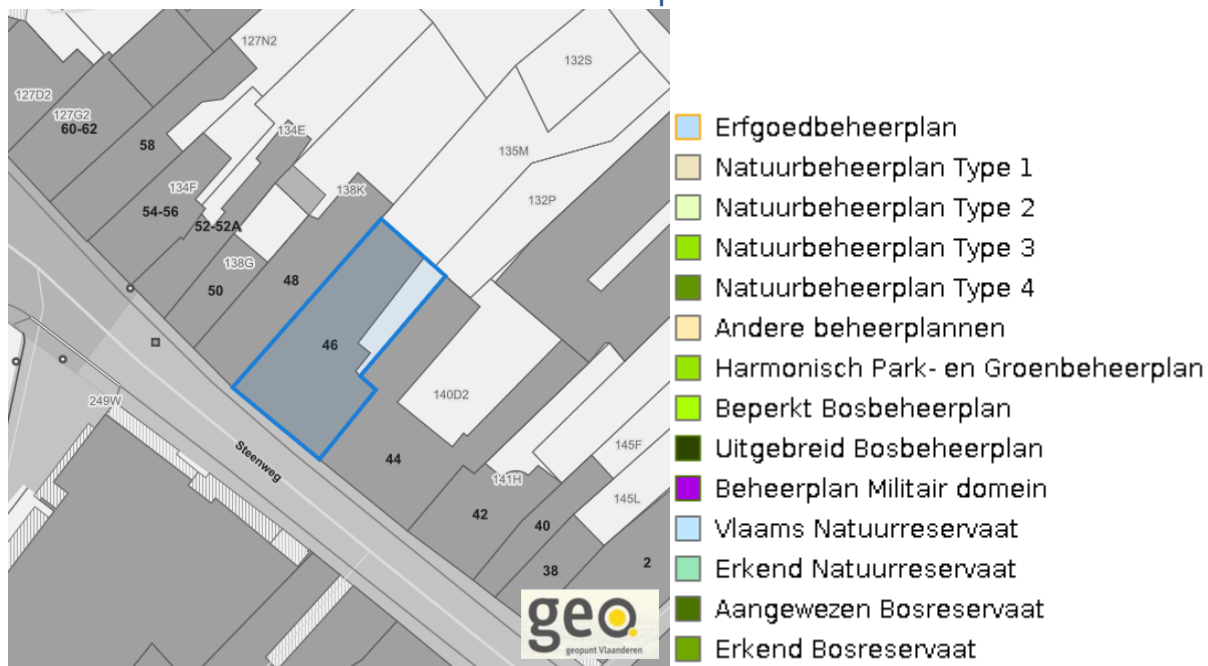 127N2
132S
127D2
127G2
60-62
58
134E
135M
134F
54-56
138K
132P
52-52A
138G
48
50
46
140D2
249W
Steenweg
44
145F
141H
145L
42
40
38
2
geo.
geopunt Vlaanderen
Erfgoedbeheerplan
Natuurbeheerplan Type 1
Natuurbeheerplan Type 2
Natuurbeheerplan Type 3
Natuurbeheerplan Type 4
Andere beheerplannen
Harmonisch Park- en Groenbeheerplan
Beperkt Bosbeheerplan
Uitgebreid Bosbeheerplan
Beheerplan Militair domein
Vlaams Natuurreservaat
Erkend Natuurreservaat
Aangewezen Bosreservaat
Erkend Bosreservaat